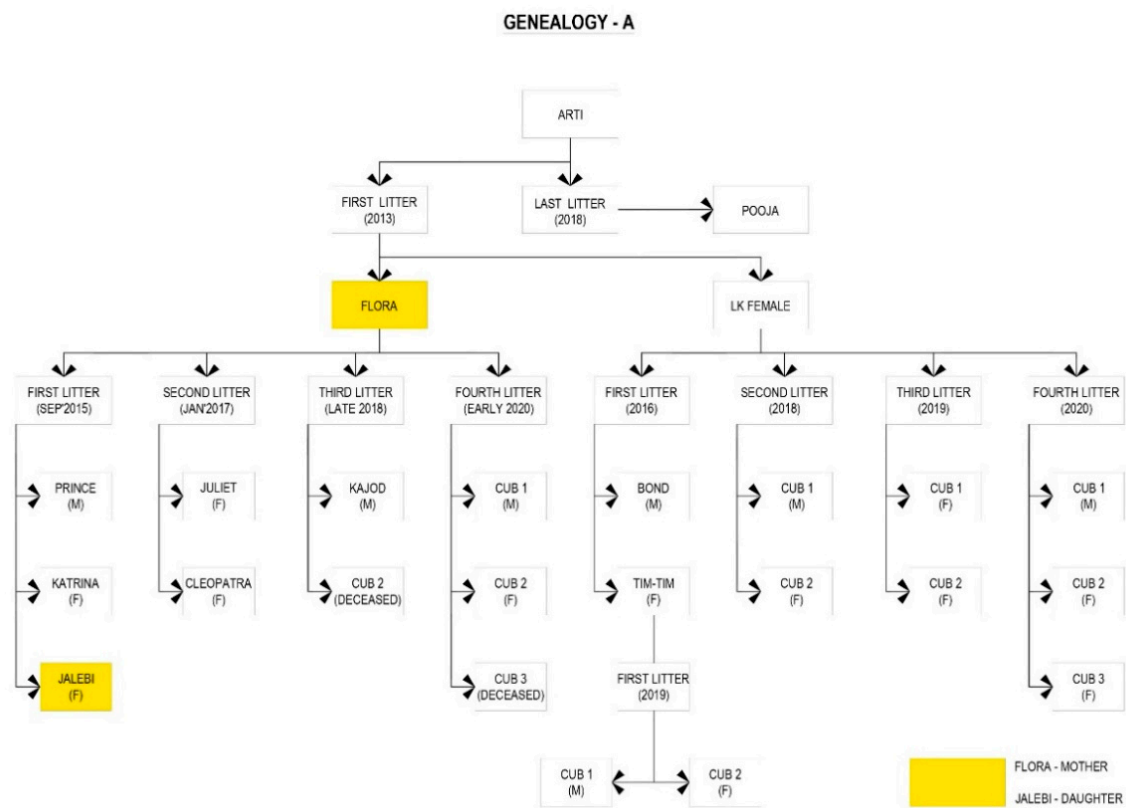 GENEALOGY - A
ARTI
FIRST LITTER
(2013)
LAST LITTER
(2018)
POOJA
FLORA
LK FEMALE
FIRST LITTER
(SEP'2015)
SECOND LITTER
(JAN'2017)
THIRD LITTER
(LATE 2018)
FOURTH LITTER
(EARLY 2020)
FIRST LITTER
(2016)
SECOND LITTER
(2018)
THIRD LITTER
(2019)
FOURTH LITTER
(2020)
PRINCE
(M)
JULIET
(F)
KAJOD
(M)
CUB 1
(M)
BOND
(M)
CUB 1
(M)
CUB 1
(F)
CUB 1
(M)
KATRINA
(F)
CLEOPATRA
(F)
CUB 2
(DECEASED)
CUB 2
(F)
TIM-TIM
(F)
CUB 2
(F)
CUB 2
(F)
CUB 2
(F)
JALEBI
(F)
CUB 3
(DECEASED)
FIRST LITTER
(2019)
CUB 3
(F)
CUB 1
(M)
CUB 2
(F)
FLORA - MOTHER
JALEBI - DAUGHTER